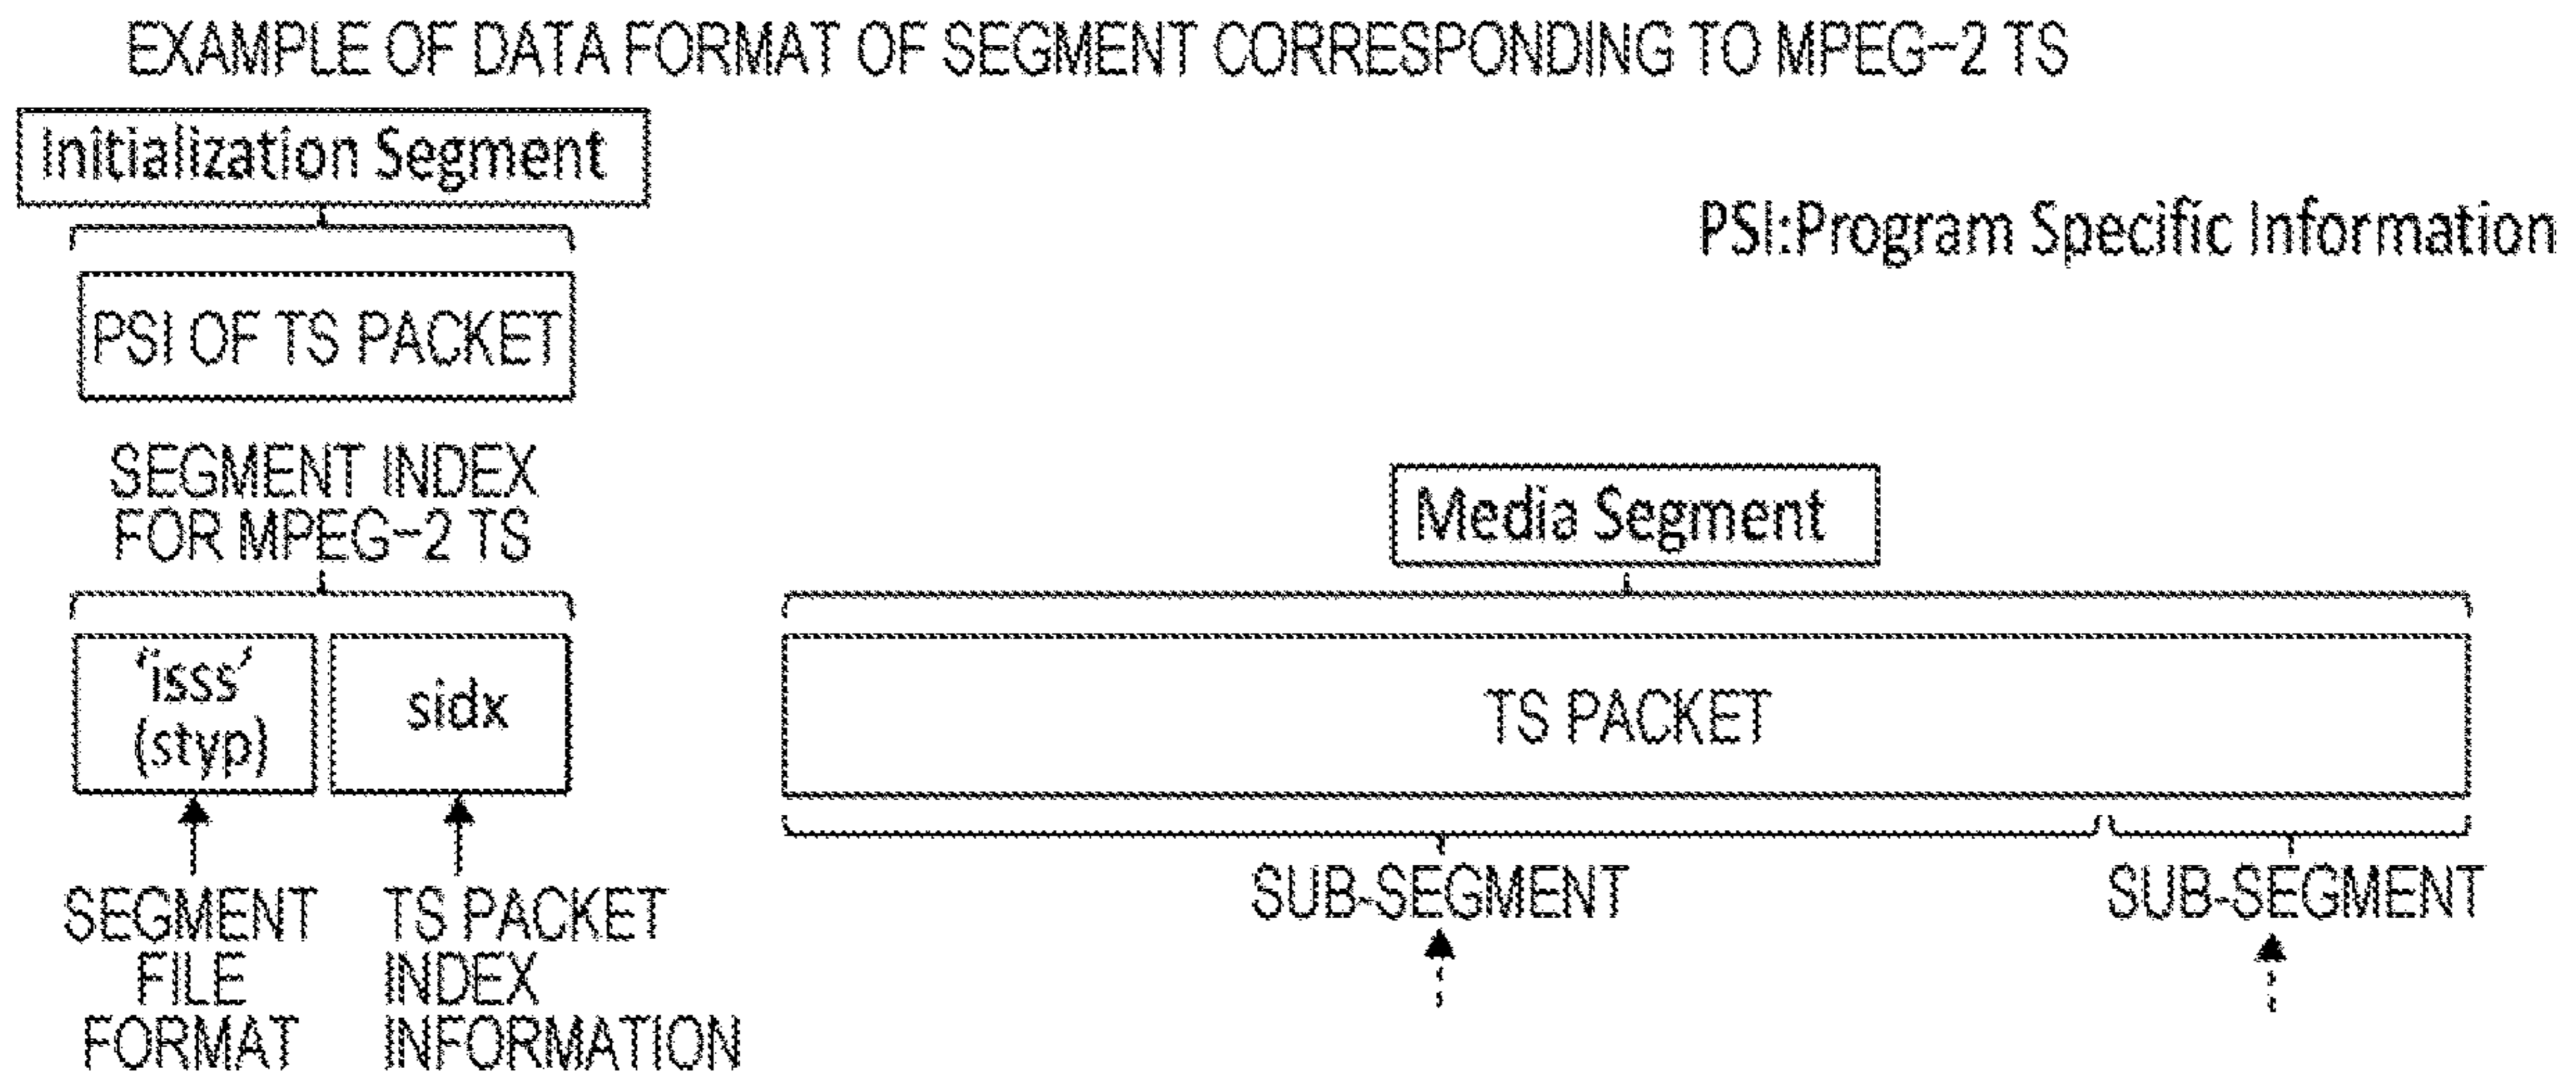 EXAMPLE OF DATA FORMAT OF SEGMENT CORRESPONDING TO MPEG-2 TS
Initialization Segment
PSI:Program Specific Information
PSI OF TS PACKET
SEGMENT INDEX
FOR MPEG-2 TS
Media Segment
'isss'
(styp)
sidx
TS PACKET
SEGMENT
FILE
FORMAT
TS PACKET
INDEX
INFORMATION
SUB-SEGMENT
SUB-SEGMENT